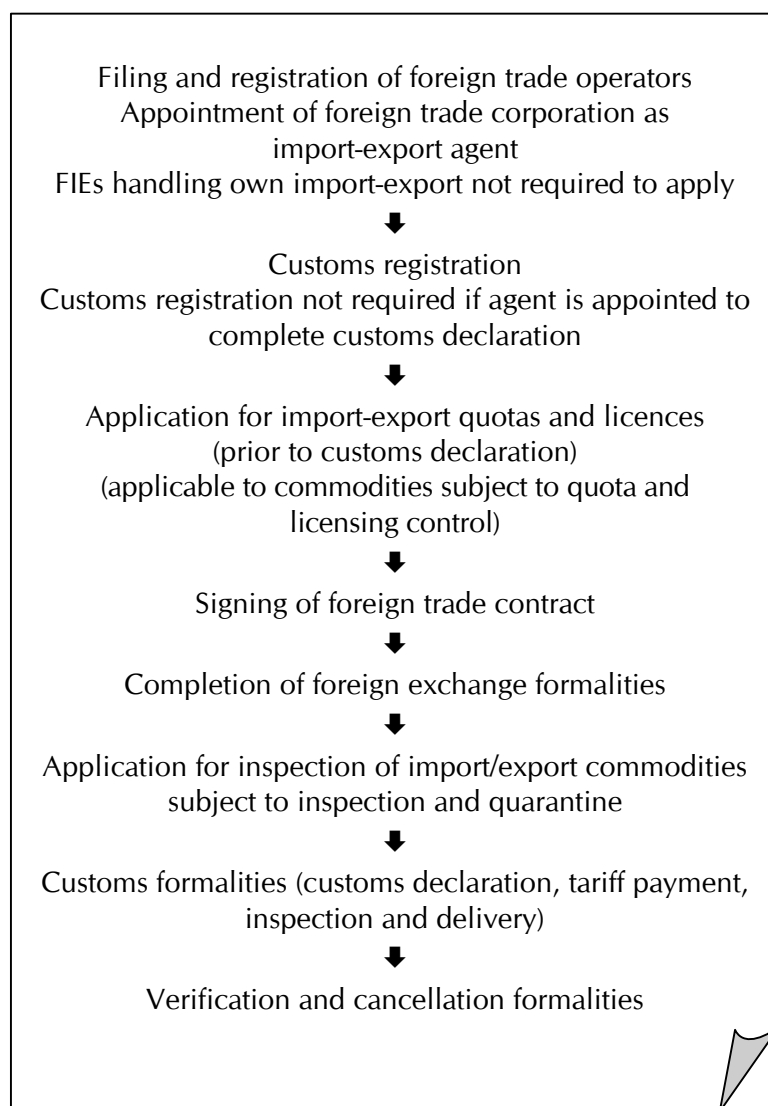 Filing and registration of foreign trade operators
Appointment of foreign trade corporation as
import-export agent
FIEs handling own import-export not required to apply
Customs registration
Customs registration not required if agent is appointed to
complete customs declaration
Application for import-export quotas and licences
(prior to customs declaration)
(applicable to commodities subject to quota and
licensing control)
Signing of foreign trade contract
Completion of foreign exchange formalities
Application for inspection of import/export commodities
subject to inspection and quarantine
Customs formalities (customs declaration, tariff payment,
inspection and delivery)
Verification and cancellation formalities